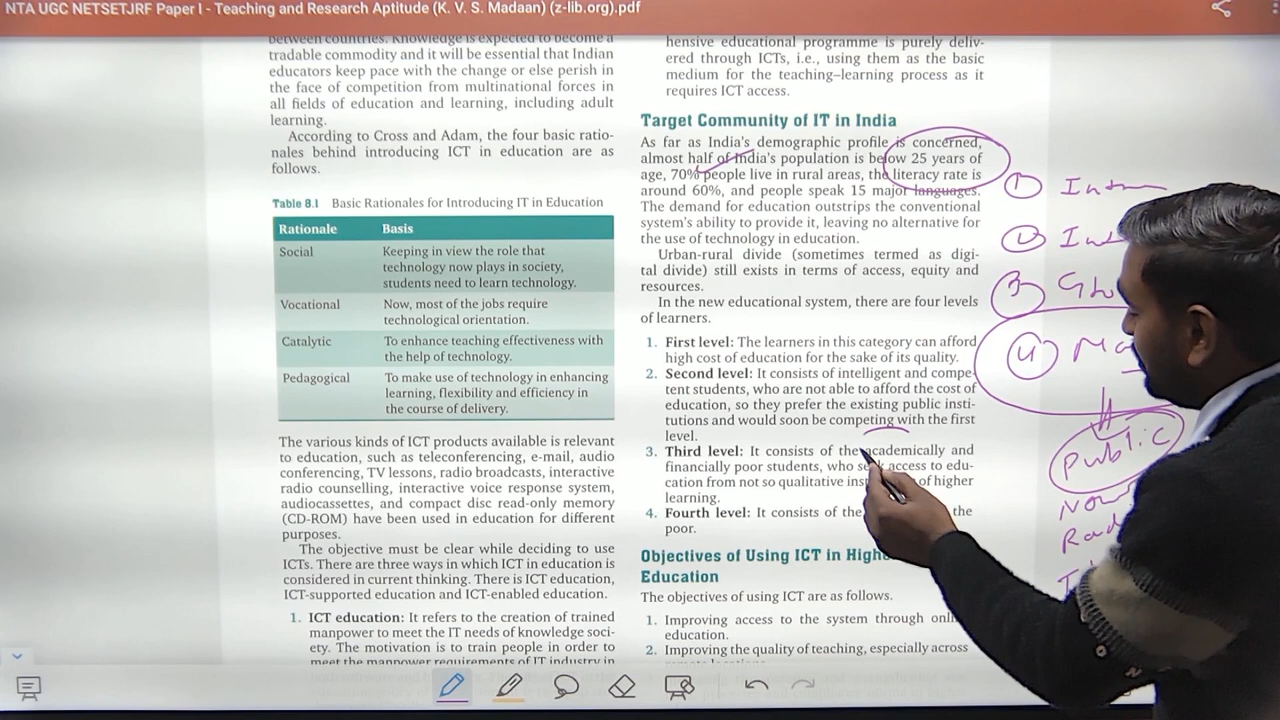 NTA UGC NETSETJRF Paper I - Teaching and Research Aptitude (K. V. S. Madaan) (z-lib.org).pdf
between countries. Knowledge is expected to become a
tradable commodity and it will be essential that Indian
educators keep pace with the change or else perish in
the face of competition from multinational forces in
all fields of education and learning, including adult
learning.
According to Cross and Adam, the four basic ratio-
nales behind introducing ICT in education are as
follows.
Table 8.1 Basic Rationales for Introducing IT in Education
Rationale Basis
Social Keeping in view the role that
technology now plays in society,
students need to learn technology.
Vocational Now, most of the jobs require
technological orientation.
Catalytic To enhance teaching effectiveness with
the help of technology.
Pedagogical To make use of technology in enhancing
learning, flexibility and efficiency in
the course of delivery.
The various kinds of ICT products available is relevant
to education, such as teleconferencing, e-mail, audio
conferencing, TV lessons, radio broadcasts, interactive
radio counselling, interactive voice response system,
audiocassettes, and compact disc read-only memory
(CD-ROM) have been used in education for different
purposes.
The objective must be clear while deciding to use
ICTs. There are three ways in which ICT in education is
considered in current thinking. There is ICT education,
ICT-supported education and ICT-enabled education.
1. ICT education: It refers to the creation of trained
manpower to meet the IT needs of knowledge soci-
ety. The motivation is to train people in order to
meet the manpower requirements of IT industry in
hensive educational programme is purely deliv-
ered through ICTs, i.e., using them as the basic
medium for the teaching–learning process as it
requires ICT access.
Target Community of IT in India
As far as India's demographic profile is concerned,
almost half of India's population is below 25 years of
age, 70% people live in rural areas, the literacy rate is
around 60%, and people speak 15 major languages.
The demand for education outstrips the conventional
system's ability to provide it, leaving no alternative for
the use of technology in education.
Urban-rural divide (sometimes termed as digi-
tal divide) still exists in terms of access, equity and
resources.
In the new educational system, there are four levels
of learners.
1. First level: The learners in this category can afford
high cost of education for the sake of its quality.
2. Second level: It consists of intelligent and compe-
tent students, who are not able to afford the cost of
education, so they prefer the existing public insti-
tutions and would soon be competing with the first
level.
3. Third level: It consists of the academically and
financially poor students, who seek access to edu-
cation from not so qualitative of higher
learning.
4. Fourth level: It consists of the the
poor.
Objectives of Using ICT in
Education
The objectives of using ICT are as follows.
1. Improving access to the system through
education.
2. Improving the quality of teaching, especially across
1
2
3
4
Public